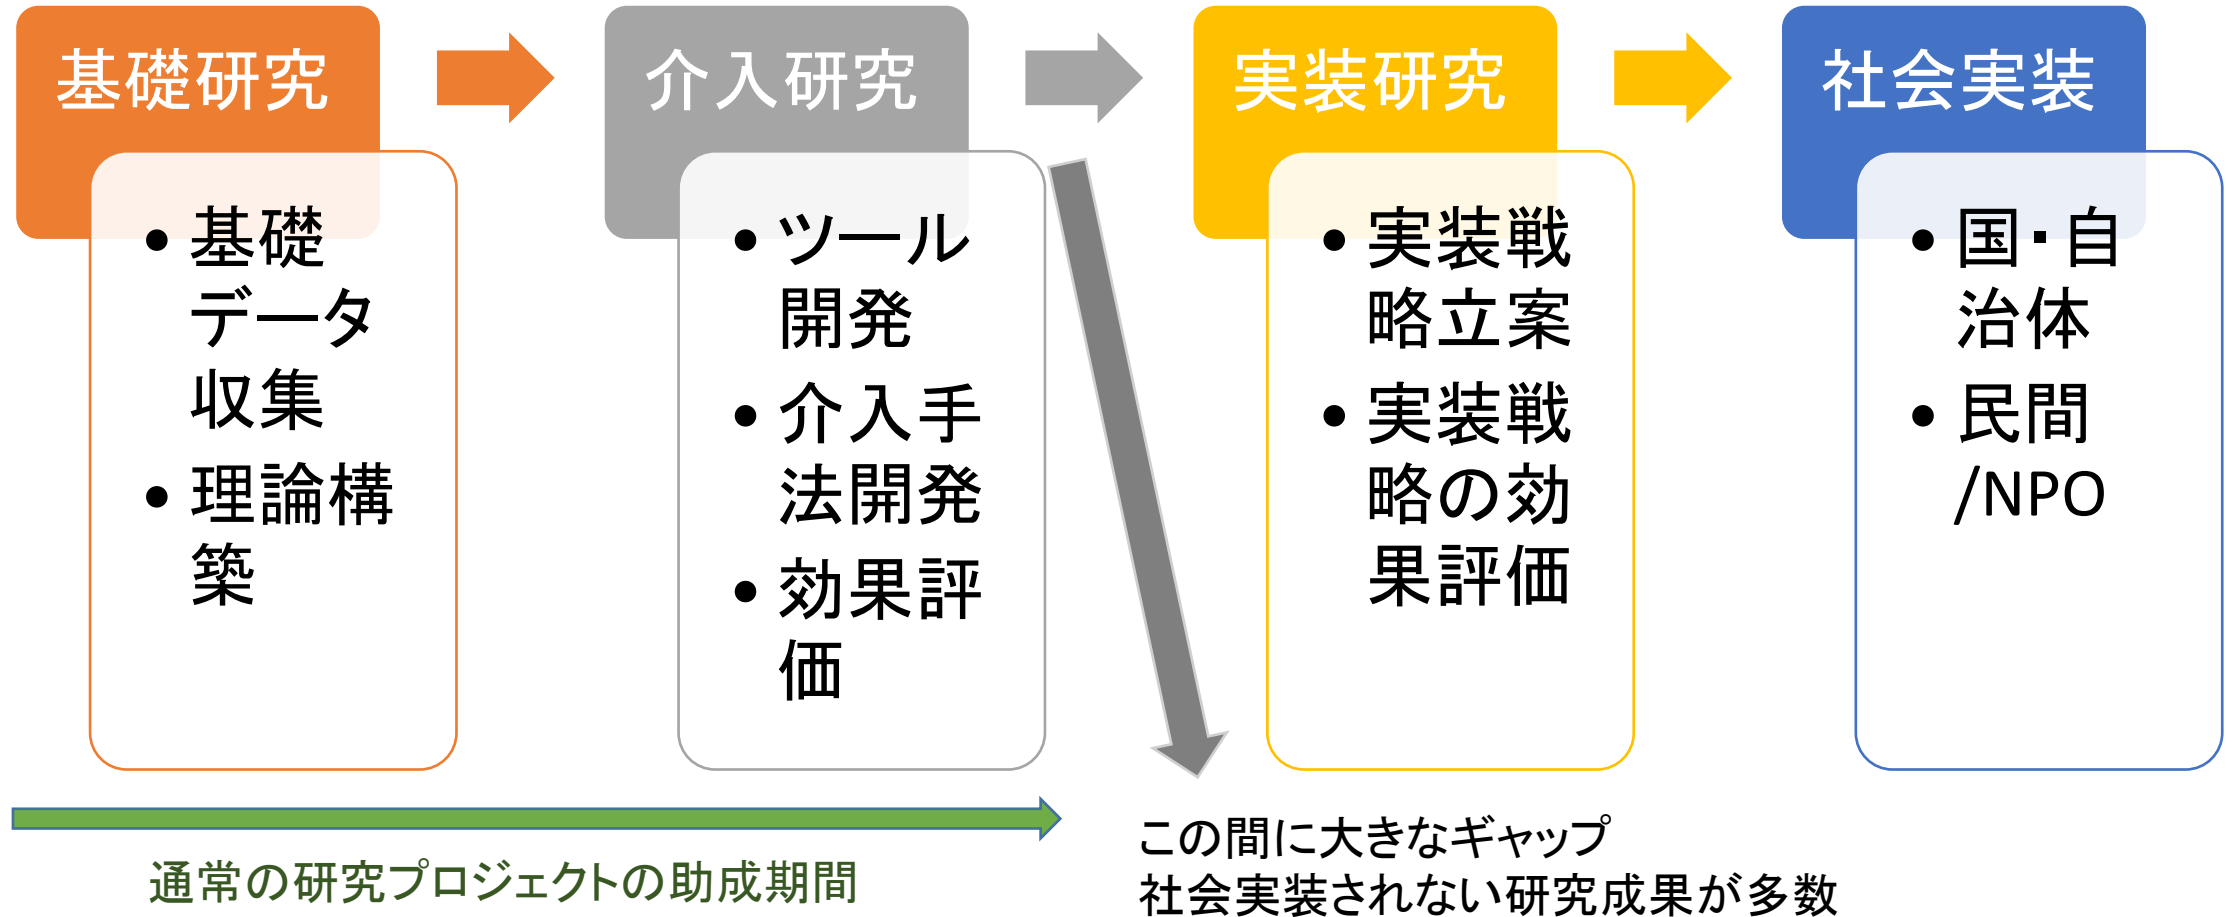 基礎研究
介入研究
実装研究
社会実装
• 基礎
データ
収集
• 理論構
築
• ツール
開発
• 介入手
法開発
• 効果評
価
• 実装戦
略立案
• 実装戦
略の効
果評価
• 国・自
治体
• 民間
/NPO
通常の研究プロジェクトの助成期間
この間に大きなギャップ
社会実装されない研究成果が多数